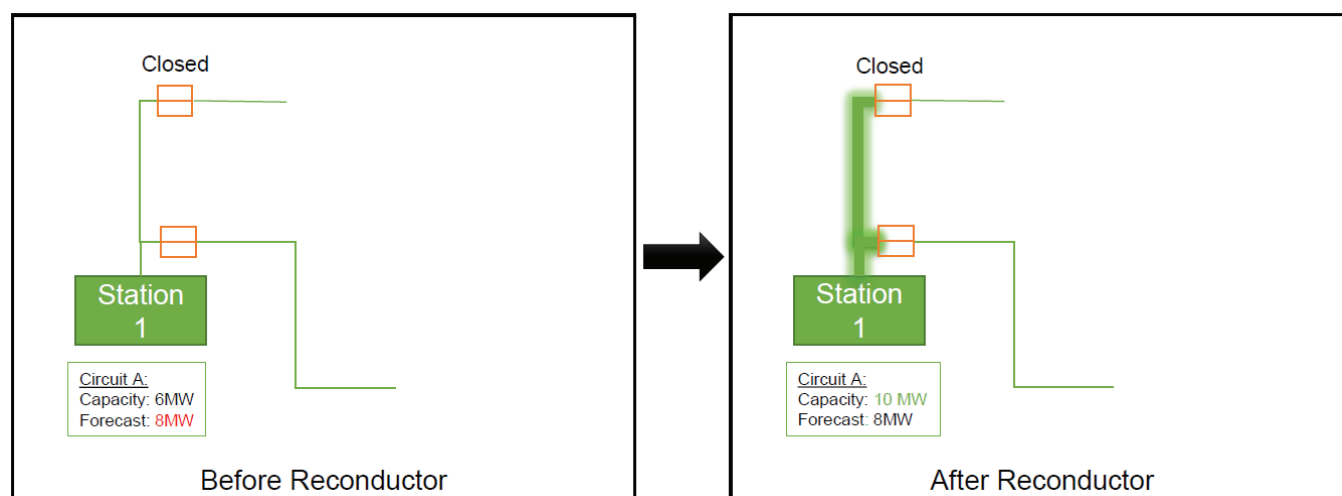 Closed
Station
1
Circuit A:
Capacity: 6MW
Forecast: 8MW
Before Reconductor
Closed
Station
1
Circuit A:
Capacity: 10 MW
Forecast: 8MW
After Reconductor